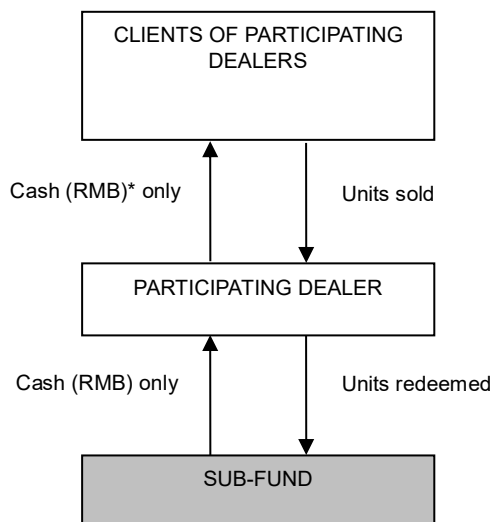 CLIENTS OF PARTICIPATING
DEALERS
Cash (RMB)* only
Units sold
PARTICIPATING DEALER
Cash (RMB) only
Units redeemed
SUB-FUND